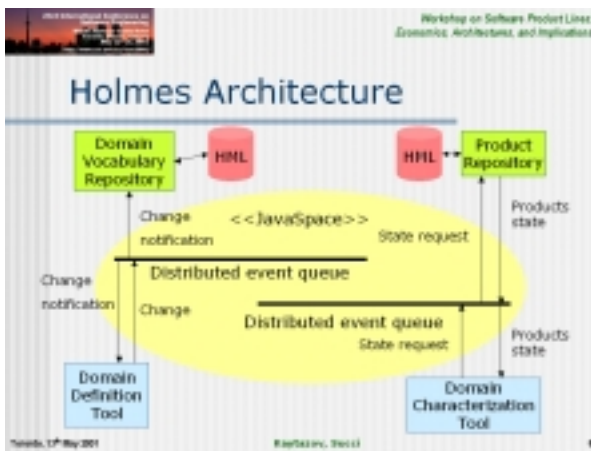 Workshop on Software Product Lines:
Economics, Architectures, and Implications
Holmes Architecture
Domain
Vocabulary
Repository
HML
HML
Product
Repository
Change
notification
<<JavaSpace>>
State request
Products
state
Distributed event queue
Change
notification
Change
Distributed event queue
State request
Products
state
Domain
Definition
Tool
Domain
Characterization
Tool
Toronto, 13th May 2001
Succi